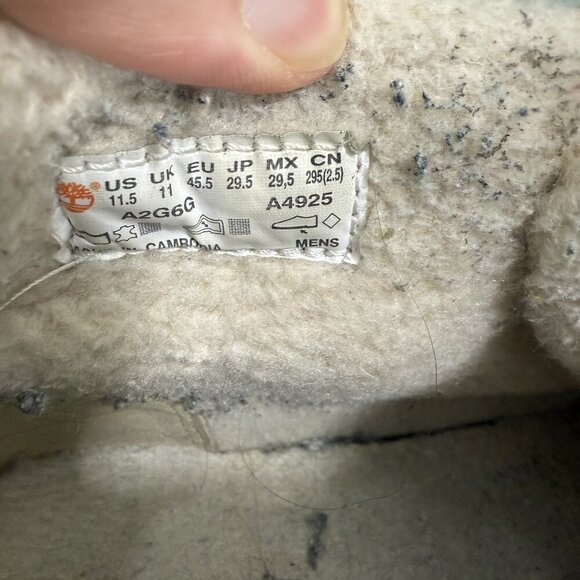 US UK EU JP MX CN
11.5 11 45.5 29.5 29,5 295(2.5)
A2G6G A4925
CAMBODIA MENS